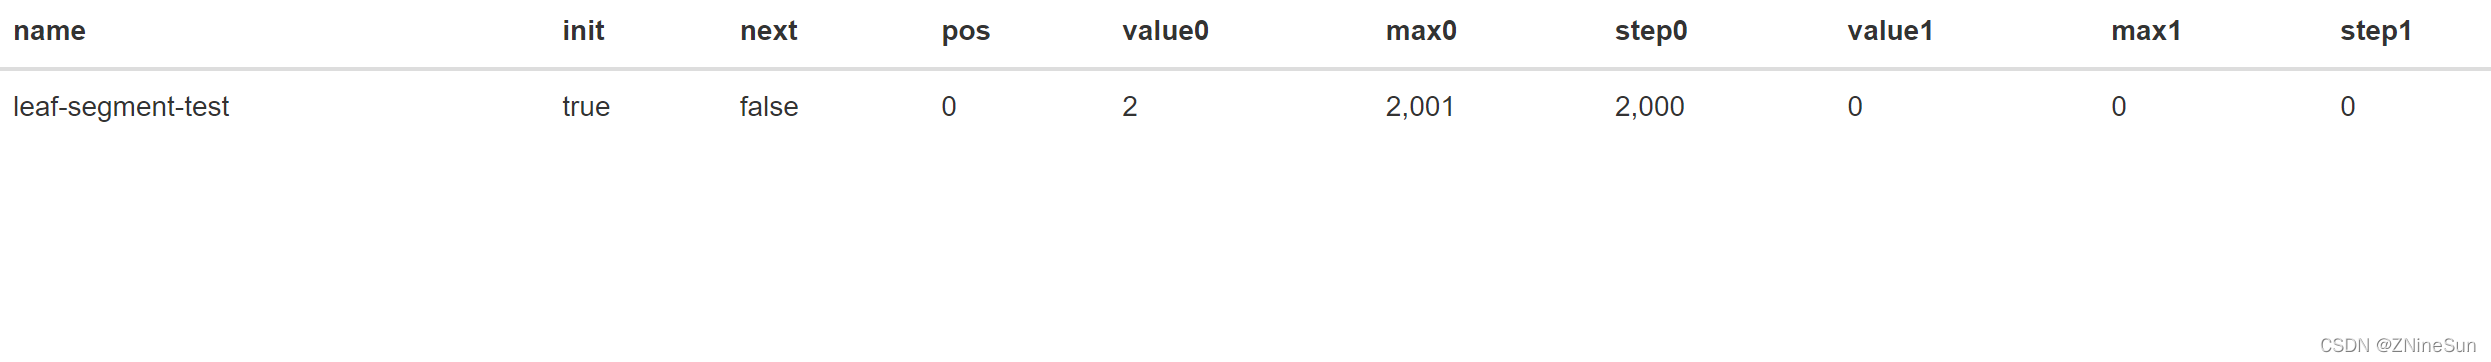 name init next pos value0 max0 step0 value1 max1 step1
leaf-segment-test true false 0 2 2,001 2,000 0 0 0
CSDN @ZNineSun